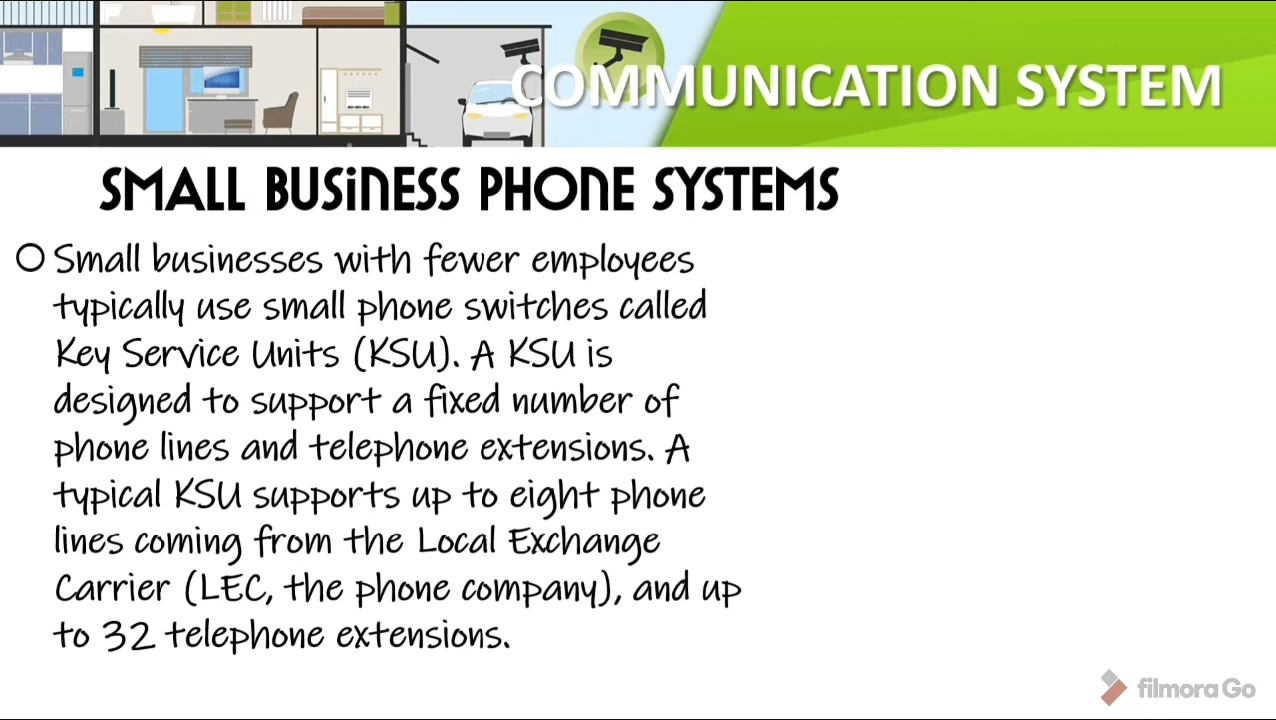 COMMUNICATION SYSTEM
SMALL BUSINESS PHONE SYSTEMS
Small businesses with fewer employees
typically use small phone switches called
Key Service Units (KSU). A KSU is
designed to support a fixed number of
phone lines and telephone extensions. A
typical KSU supports up to eight phone
lines coming from the Local Exchange
Carrier (LEC, the phone company), and up
to 32 telephone extensions.
filmora Go